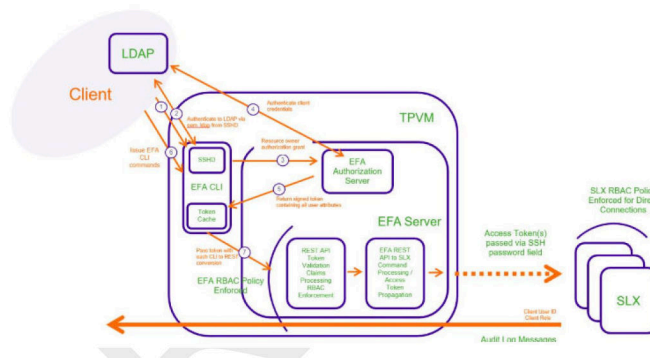 LDAP
Client
1
2
4
Authenticate client
credentials
TPVM
Authenticate to LDAP via
from SSHD
6
Issue EFA
CLI
commands
SSHD
EFA CLI
Token
Cache
3
Resource owner
authorization grant
EFA
Authorization
Server
5
Return signed token
containing all user attributes
EFA Server
7
Pass token with
each CLI to REST
conversion
EFA RBAC Policy
Enforced
REST API
Token
Validation
Claims
Processing
RBAC
Enforcement
EFA REST
API to SLX
Command
Processing /
Access
Token
Propagation
Access Token(s)
passed via SSH
password field
SLX RBAC Polic
Enforced for Dire
Connections
SLX
Client User ID
Client Role
Audit Log Messages